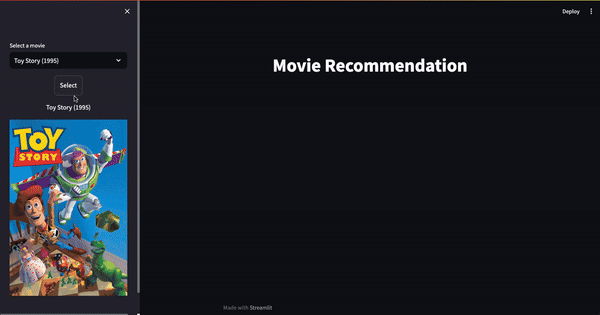 Deploy
Select a movie
Toy Story (1995)
Select
Toy Story (1995)
TOY
STORY
Movie Recommendation
Made with Streamlit